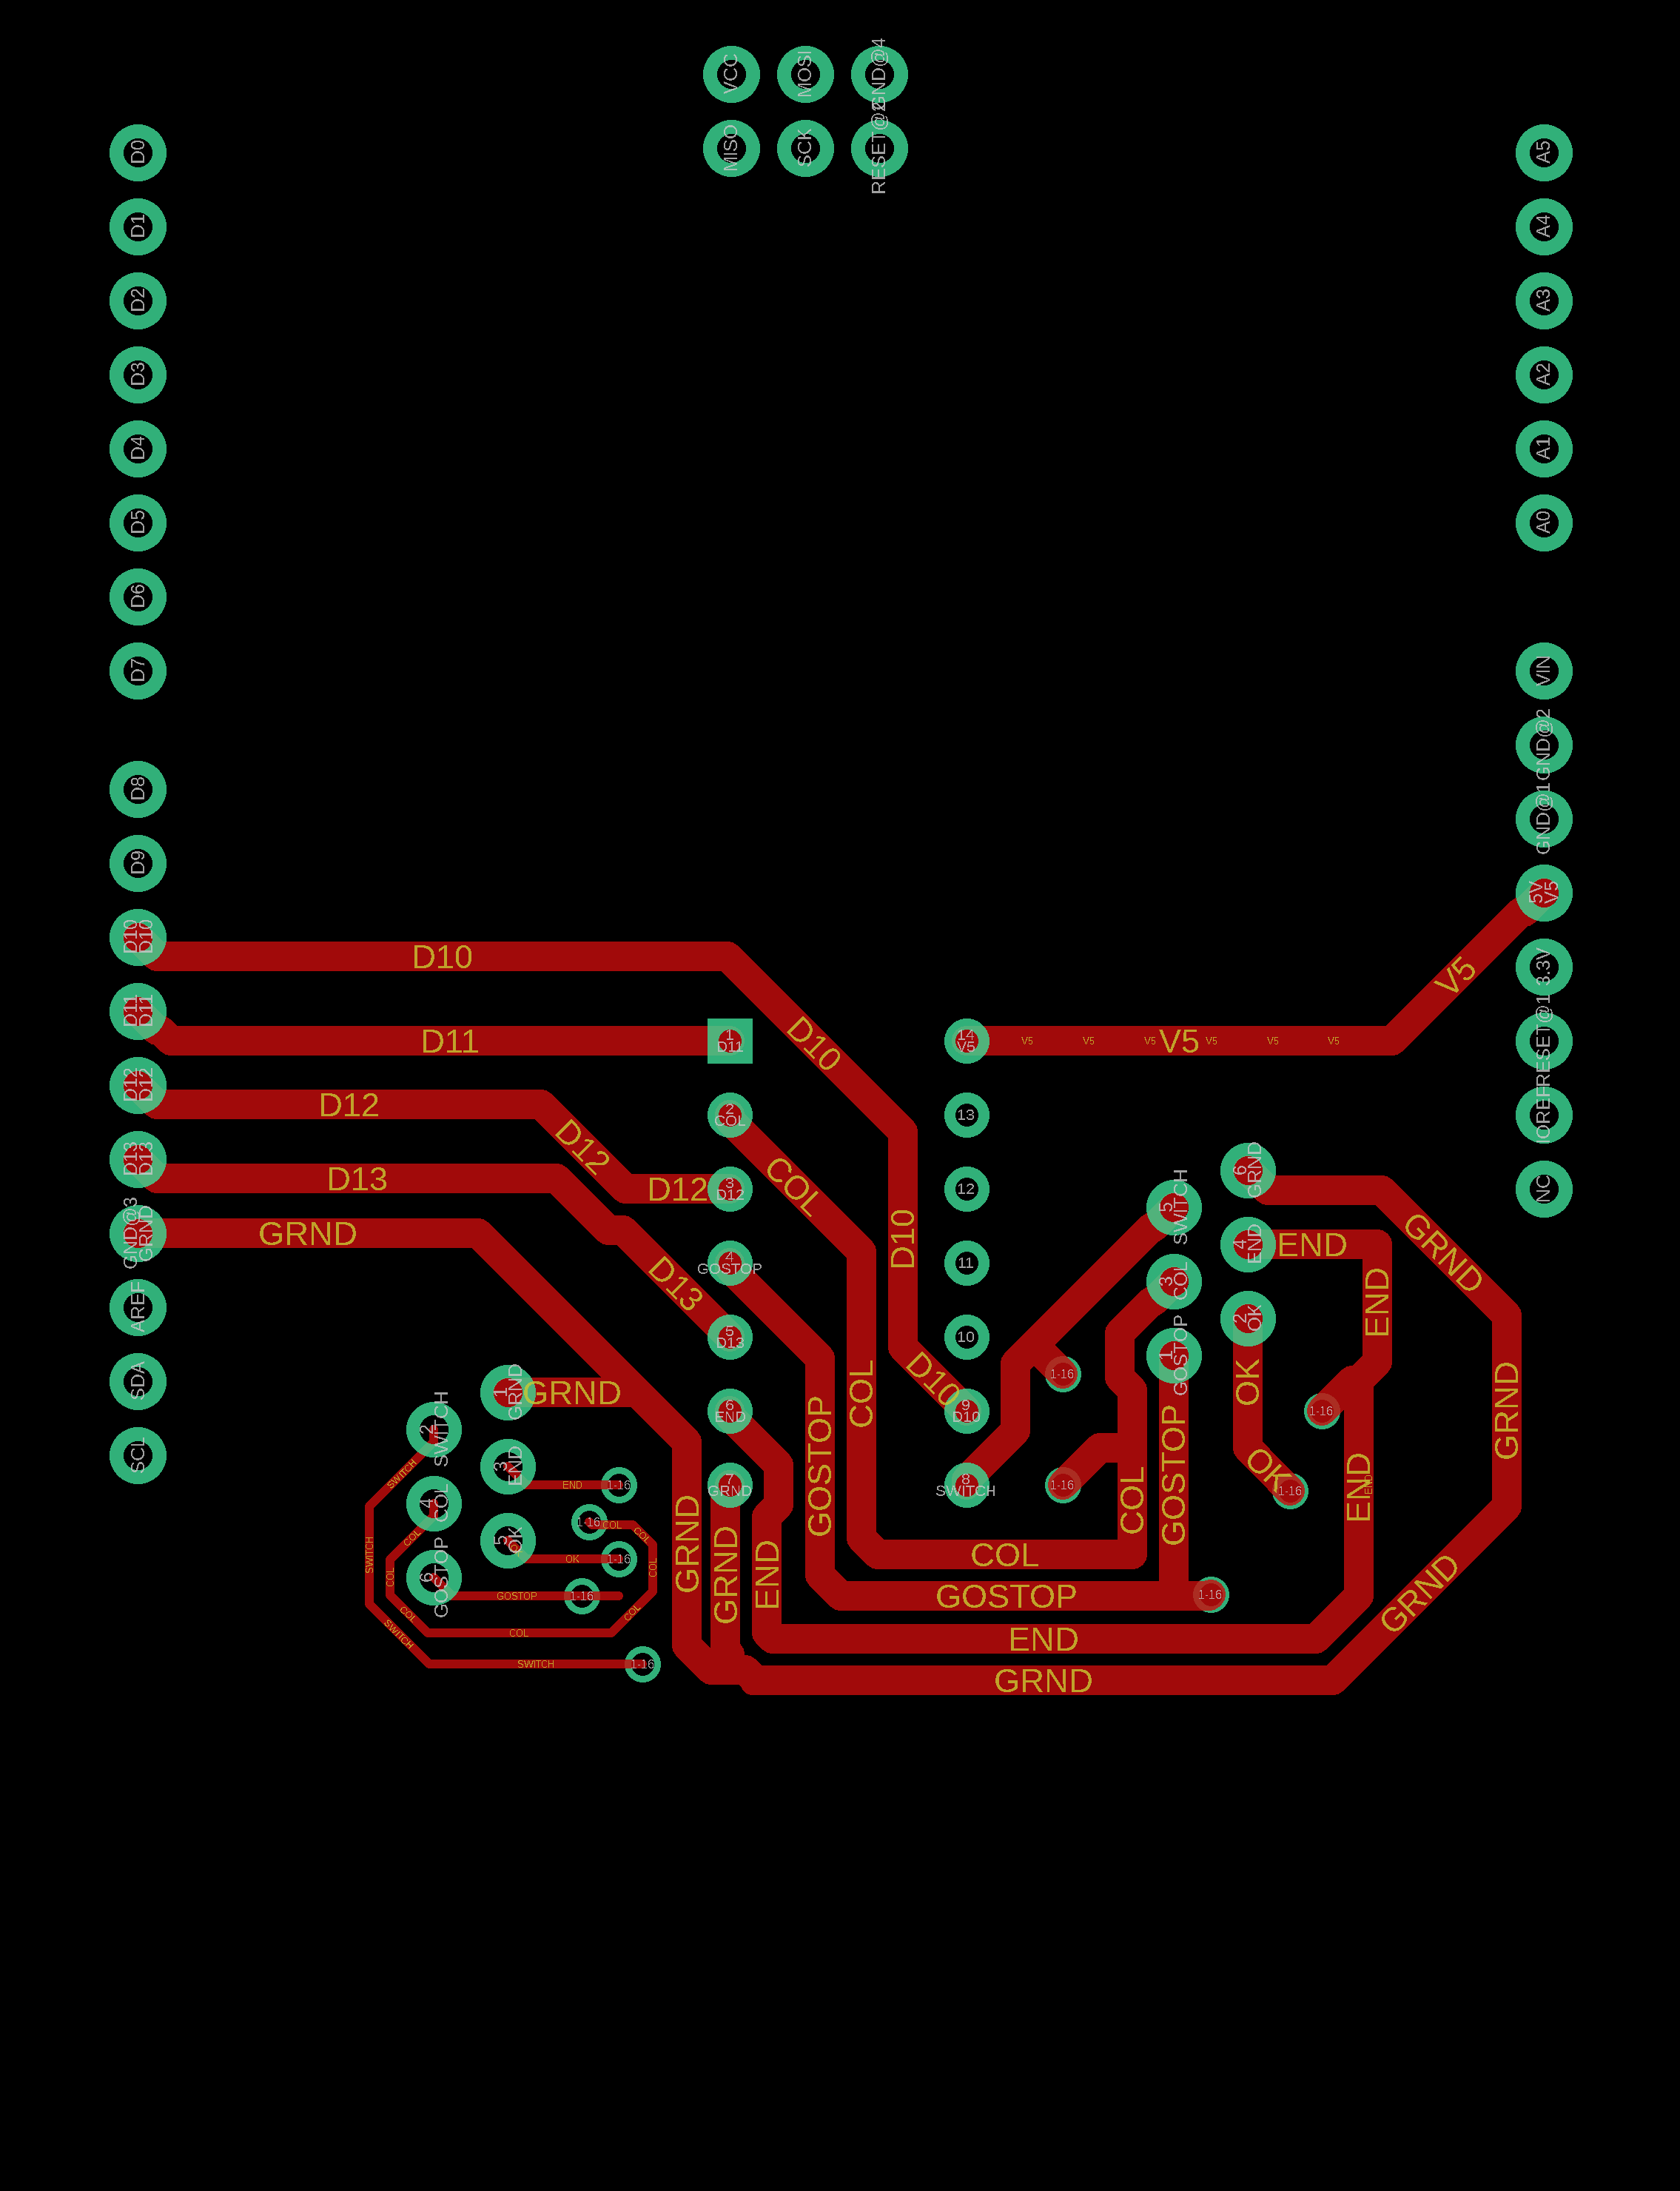 VCC MOSI GND@4
MISO SCK RESET@2
D0
D1
D2
D3
D4
D5
D6
D7
D8
D9
D10 D10
D11 D11
D12 D12
D13 D13
GND@3 GRND
AREF
SDA
SCL
A5
A4
A3
A2
A1
A0
VIN
GND@2
GND@1
5V V5
3.3V
RESET@1
IOREF
NC
D10
D10
D10
D10
D11
D12
D12
D12
D13
D13
GRND
GRND
GRND
GRND
GRND
GRND
GRND
GRND
V5
V5
V5 V5 V5 V5 V5 V5
1 D11
2 COL
3 D12
4 GOSTOP
5 D13
6 END
7 GRND
14 V5
13
12
11
10
9 D10
8 SWITCH
COL
COL
COL
COL
GOSTOP
GOSTOP
GOSTOP
END
END
END
END
END
END
OK
OK
6 GRND
5 SWITCH
4 END
3 COL
2 OK
1 GOSTOP
1-16
1-16
1-16
1-16
1-16
1 GRND
2 SWITCH
3 END
4 COL
5 OK
6 GOSTOP
SWITCH
SWITCH
SWITCH
SWITCH
END
OK
OK
GOSTOP
COL
COL
COL
COL
COL
COL
COL
COL
1-16
1-16
1-16
1-16
1-16